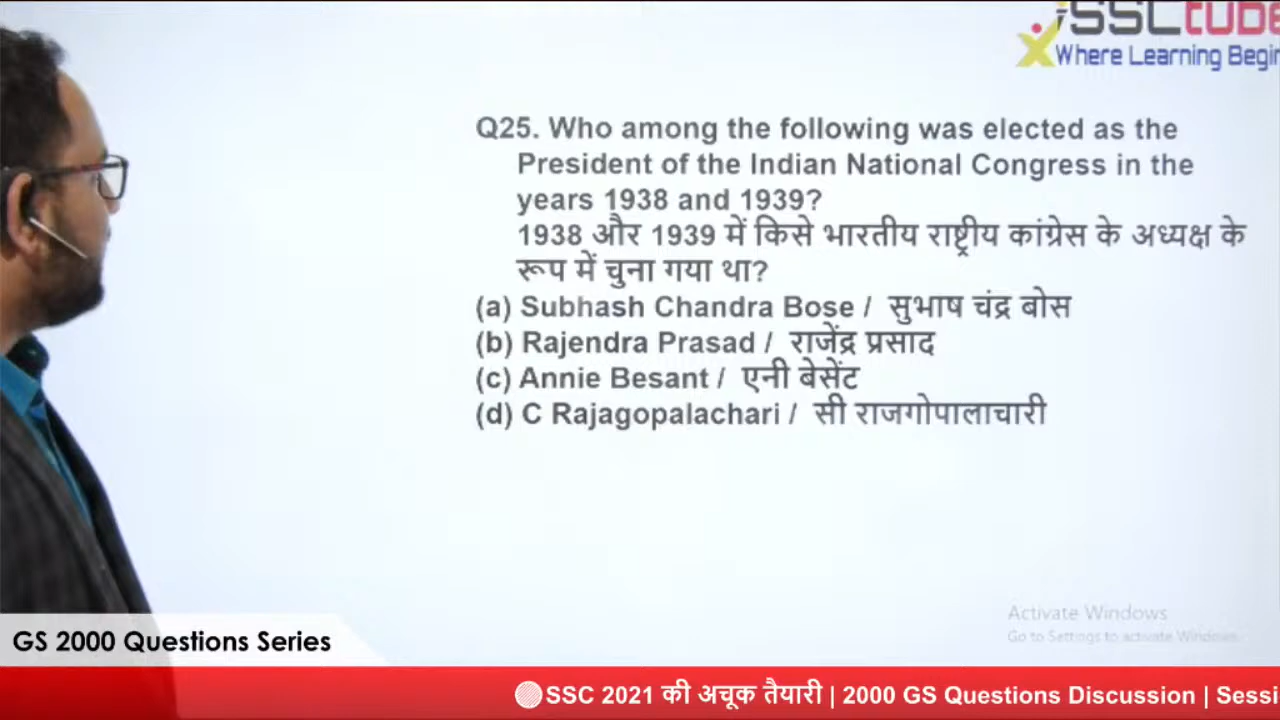 iSSCtube
Where Learning Begin
Q25. Who among the following was elected as the
President of the Indian National Congress in the
years 1938 and 1939?
1938 और 1939 में किसे भारतीय राष्ट्रीय कांग्रेस के अध्यक्ष के
रूप में चुना गया था?
(a) Subhash Chandra Bose / सुभाष चंद्र बोस
(b) Rajendra Prasad / राजेंद्र प्रसाद
(c) Annie Besant / एनी बेसेंट
(d) C Rajagopalachari / सी राजगोपालाचारी
Activate Windows
Go to Settings to activate Windows.
GS 2000 Questions Series
SSC 2021 की अचूक तैयारी | 2000 GS Questions Discussion | Sessi